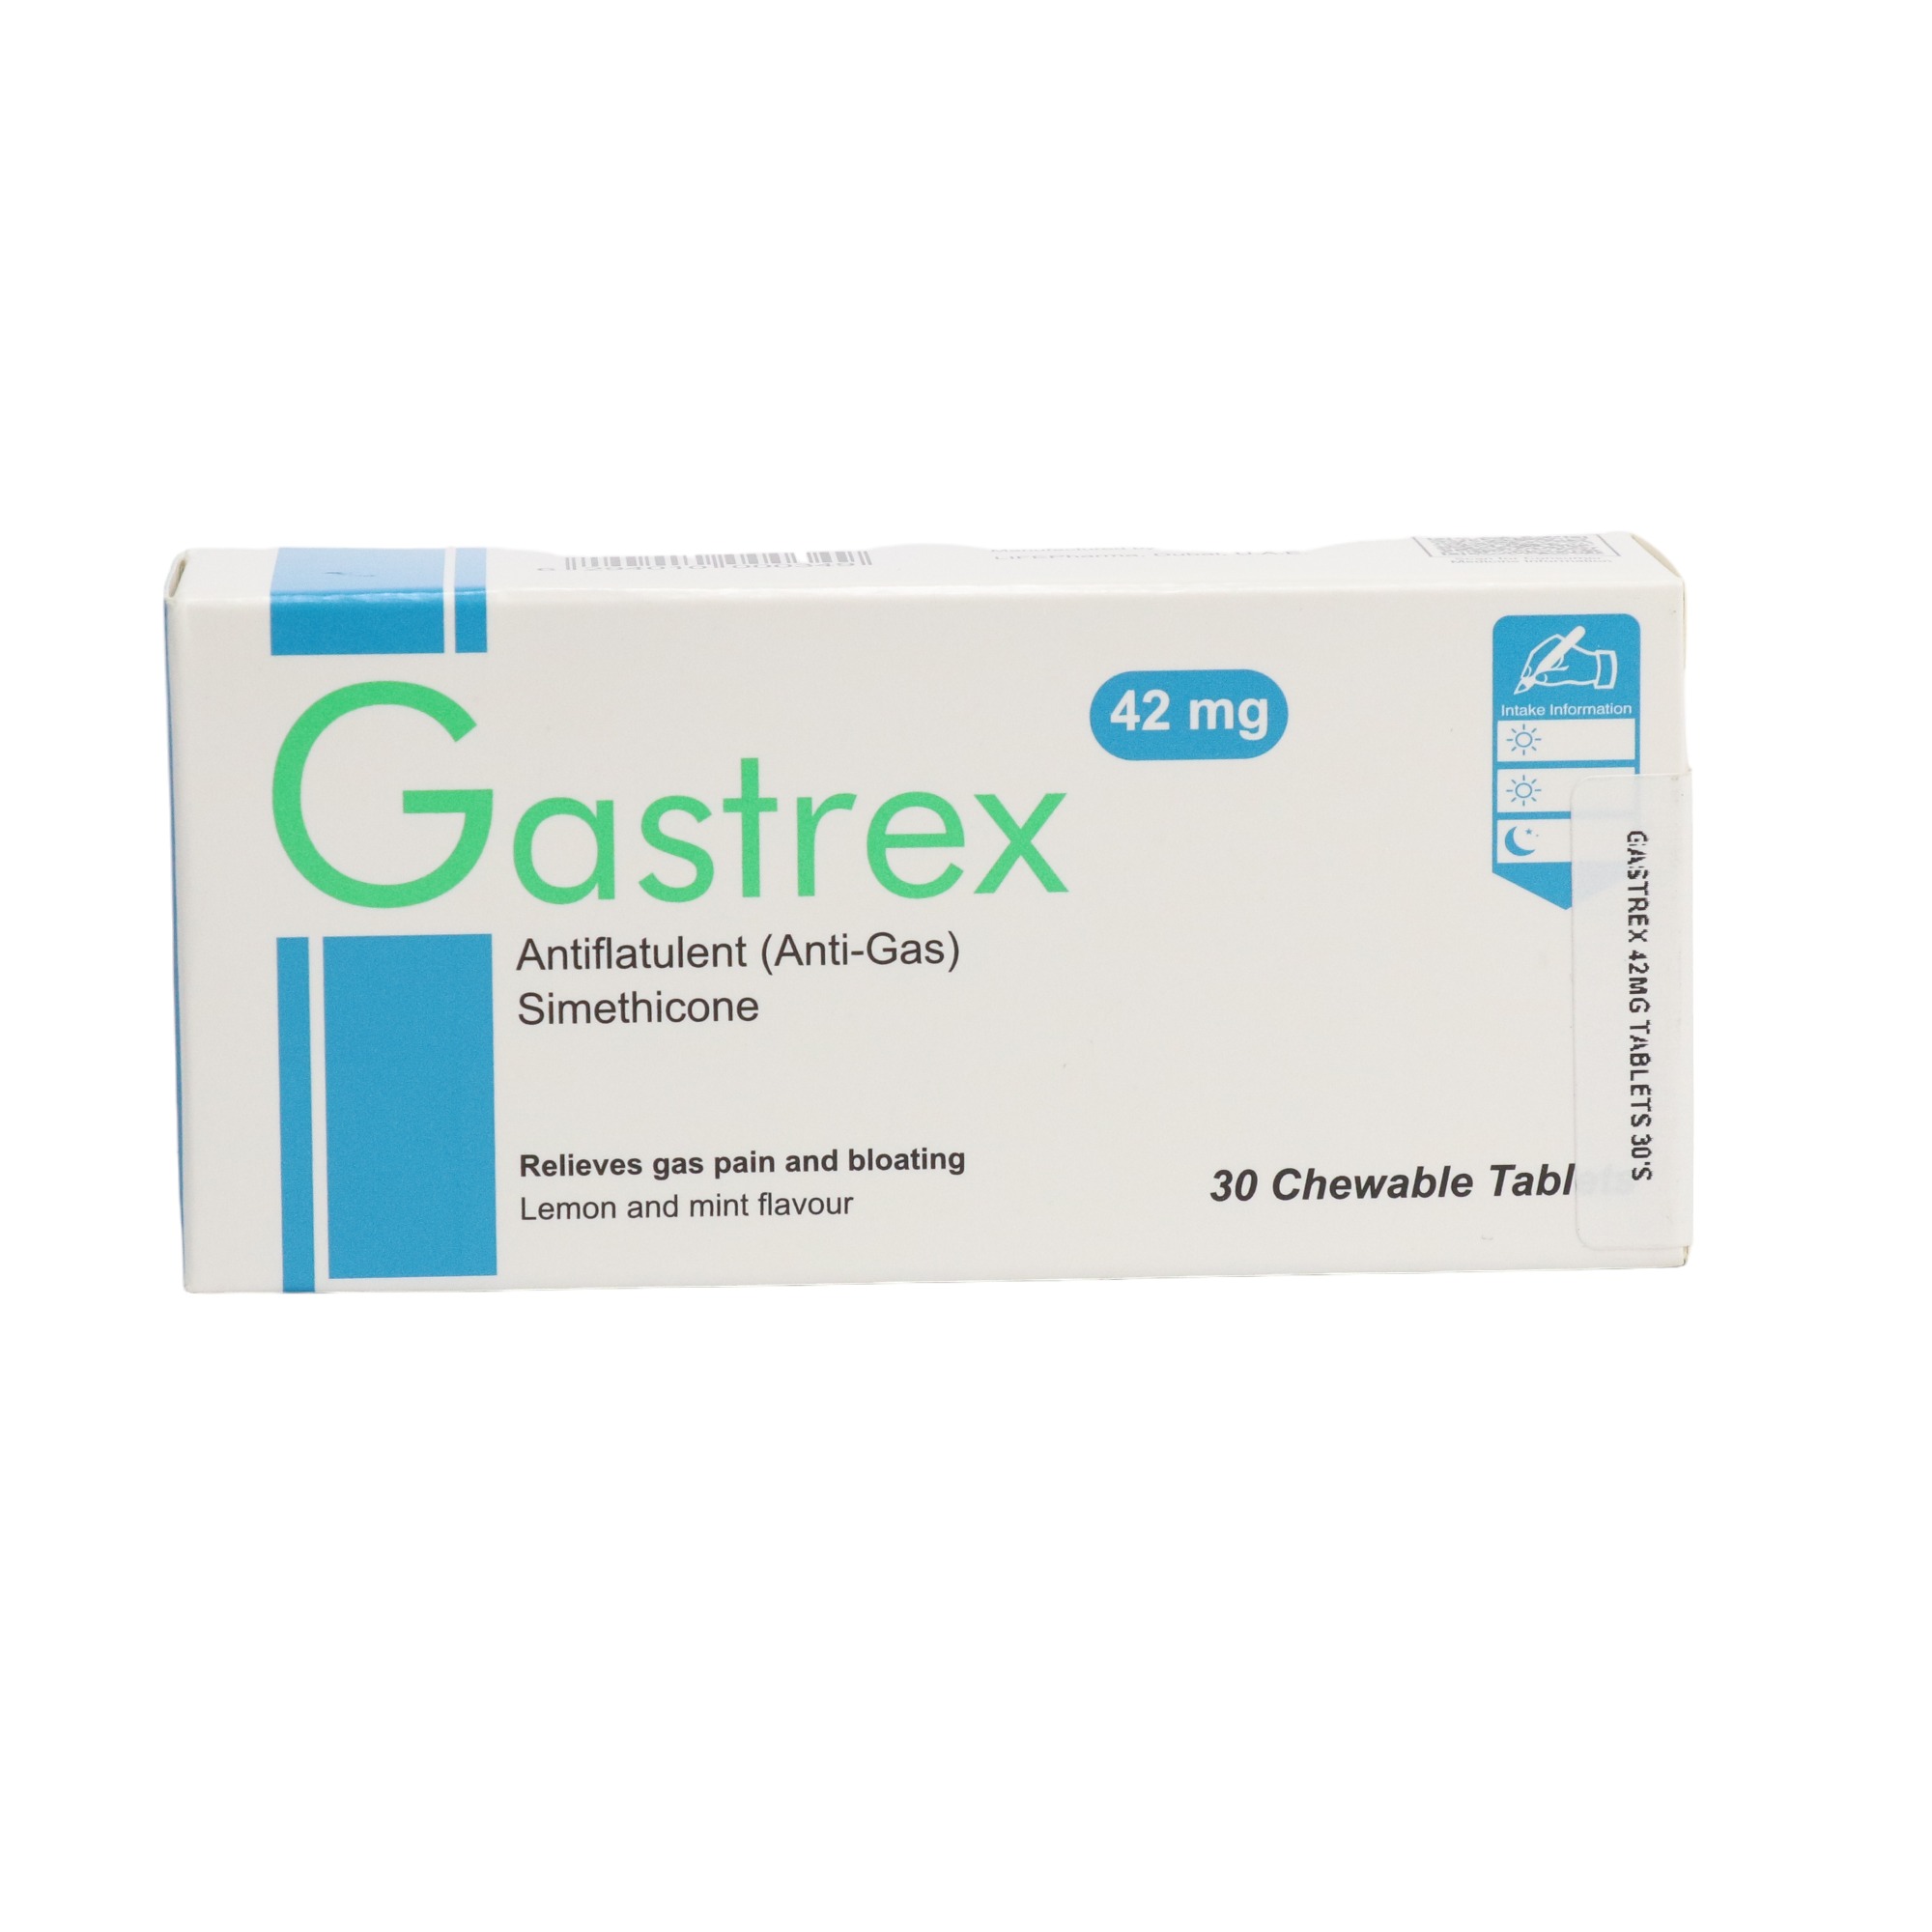 Gastrex
42 mg
Antiflatulent (Anti-Gas)
Simethicone
Relieves gas pain and bloating
Lemon and mint flavour
30 Chewable Tabl
Intake Information
GASTREX 42MG TABLETS 30'S